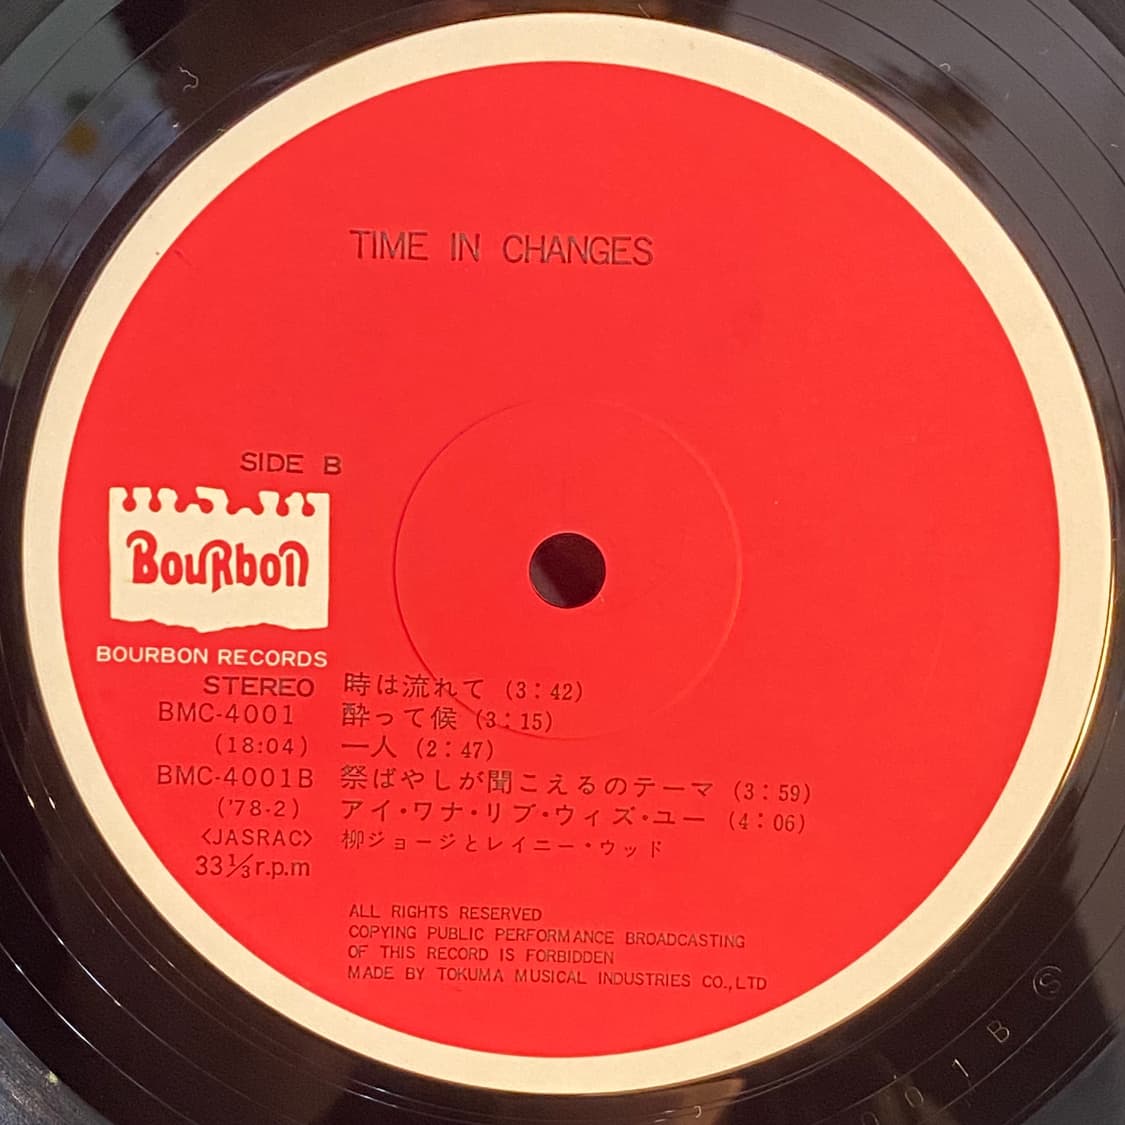 TIME IN CHANGES
SIDE B
Bourbon
BOURBON RECORDS
STEREO 時は流れて (3:42)
BMC-4001 酔って候 (3:15)
(18:04) 一人 (2:47)
BMC-4001B 祭ばやしが聞こえるのテーマ (3:59)
('78-2) アイ・ワナ・リブ・ウィズ・ユー (4:06)
<JASRAC> 柳ジョージとレイニー・ウッド
33⅓r.p.m
ALL RIGHTS RESERVED
COPYING PUBLIC PERFORMANCE BROADCASTING
OF THIS RECORD IS FORBIDDEN
MADE BY TOKUMA MUSICAL INDUSTRIES CO.,LTD
0 1 B Ⓢ